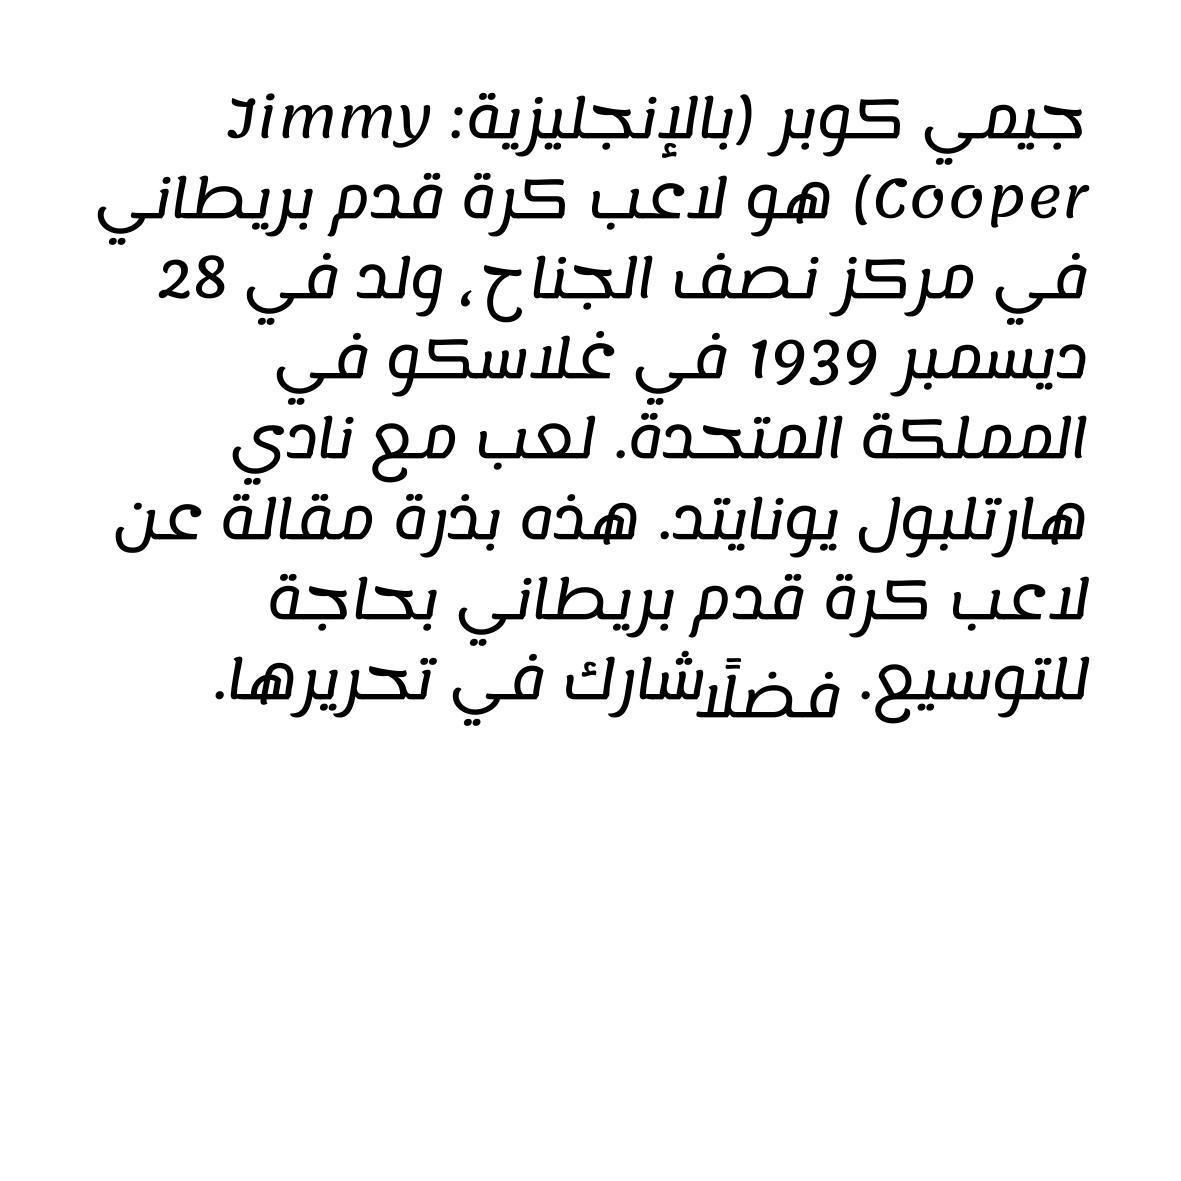 جيمي كوبر (بالإنجليزية: Jimmy
Cooper) هو لاعب كرة قدم بريطاني
في مركز نصف الجناح، ولد في 28
ديسمبر 1939 في غلاسكو في
المملكة المتحدة. لعب مع نادي
هارتلبول يونايتد. هذه بذرة مقالة عن
لاعب كرة قدم بريطاني بحاجة
للتوسيع. فضلًاشارك في تحريرها.